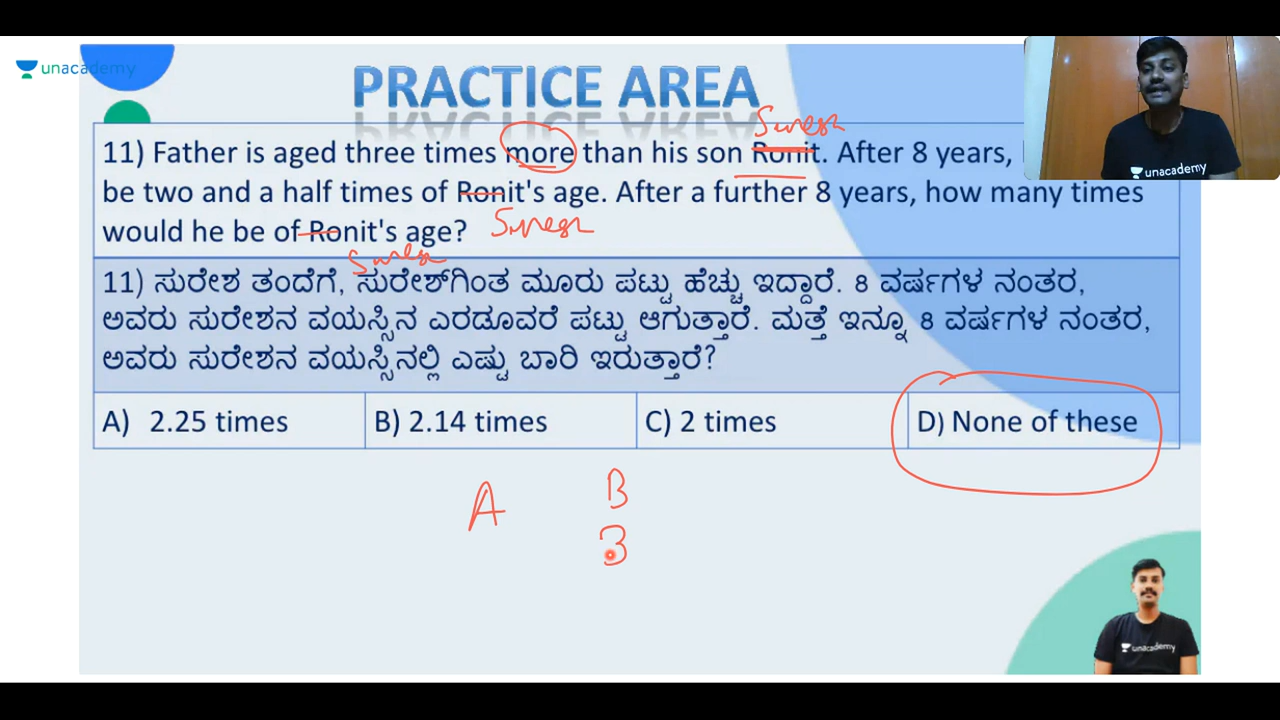 unacademy
PRACTICE AREA
Suresh
11) Father is aged three times more than his son Ronit. After 8 years,
be two and a half times of Ronit's age. After a further 8 years, how many times
would he be of Ronit's age? Suresh
Suresh
11) ಸುರೇಶ ತಂದೆಗೆ, ಸುರೇಶ್‌ಗಿಂತ ಮೂರು ಪಟ್ಟು ಹೆಚ್ಚು ಇದ್ದಾರೆ. 8 ವರ್ಷಗಳ ನಂತರ,
ಅವರು ಸುರೇಶನ ವಯಸ್ಸಿನ ಎರಡೂವರೆ ಪಟ್ಟು ಆಗುತ್ತಾರೆ. ಮತ್ತೆ ಇನ್ನೂ 8 ವರ್ಷಗಳ ನಂತರ,
ಅವರು ಸುರೇಶನ ವಯಸ್ಸಿನಲ್ಲಿ ಎಷ್ಟು ಬಾರಿ ಇರುತ್ತಾರೆ?
A) 2.25 times B) 2.14 times C) 2 times D) None of these
A B
3
unacademy
unacademy